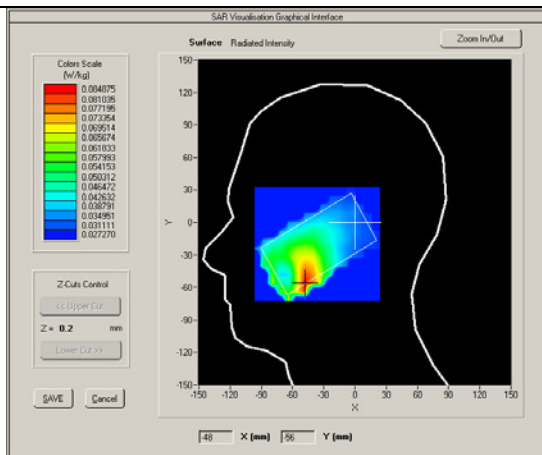 SAR Visualisation Graphical Interface
Surface Radiated Intensity
Zoom In/Out
Colors Scale
(W/kg)
0.084875
0.081035
0.077195
0.073354
0.069514
0.065674
0.061833
0.057993
0.054153
0.050312
0.046472
0.042632
0.038791
0.034951
0.031111
0.027270
Z-Cuts Control
<< Upper Cut
Z = 0.2 mm
Lower Cut >>
SAVE Cancel
150
120
90
60
30
0
-30
-60
-90
-120
-150
Y
-150 -120 -90 -60 -30 0 30 60 90 120 150
X
-48 X (mm) -56 Y (mm)